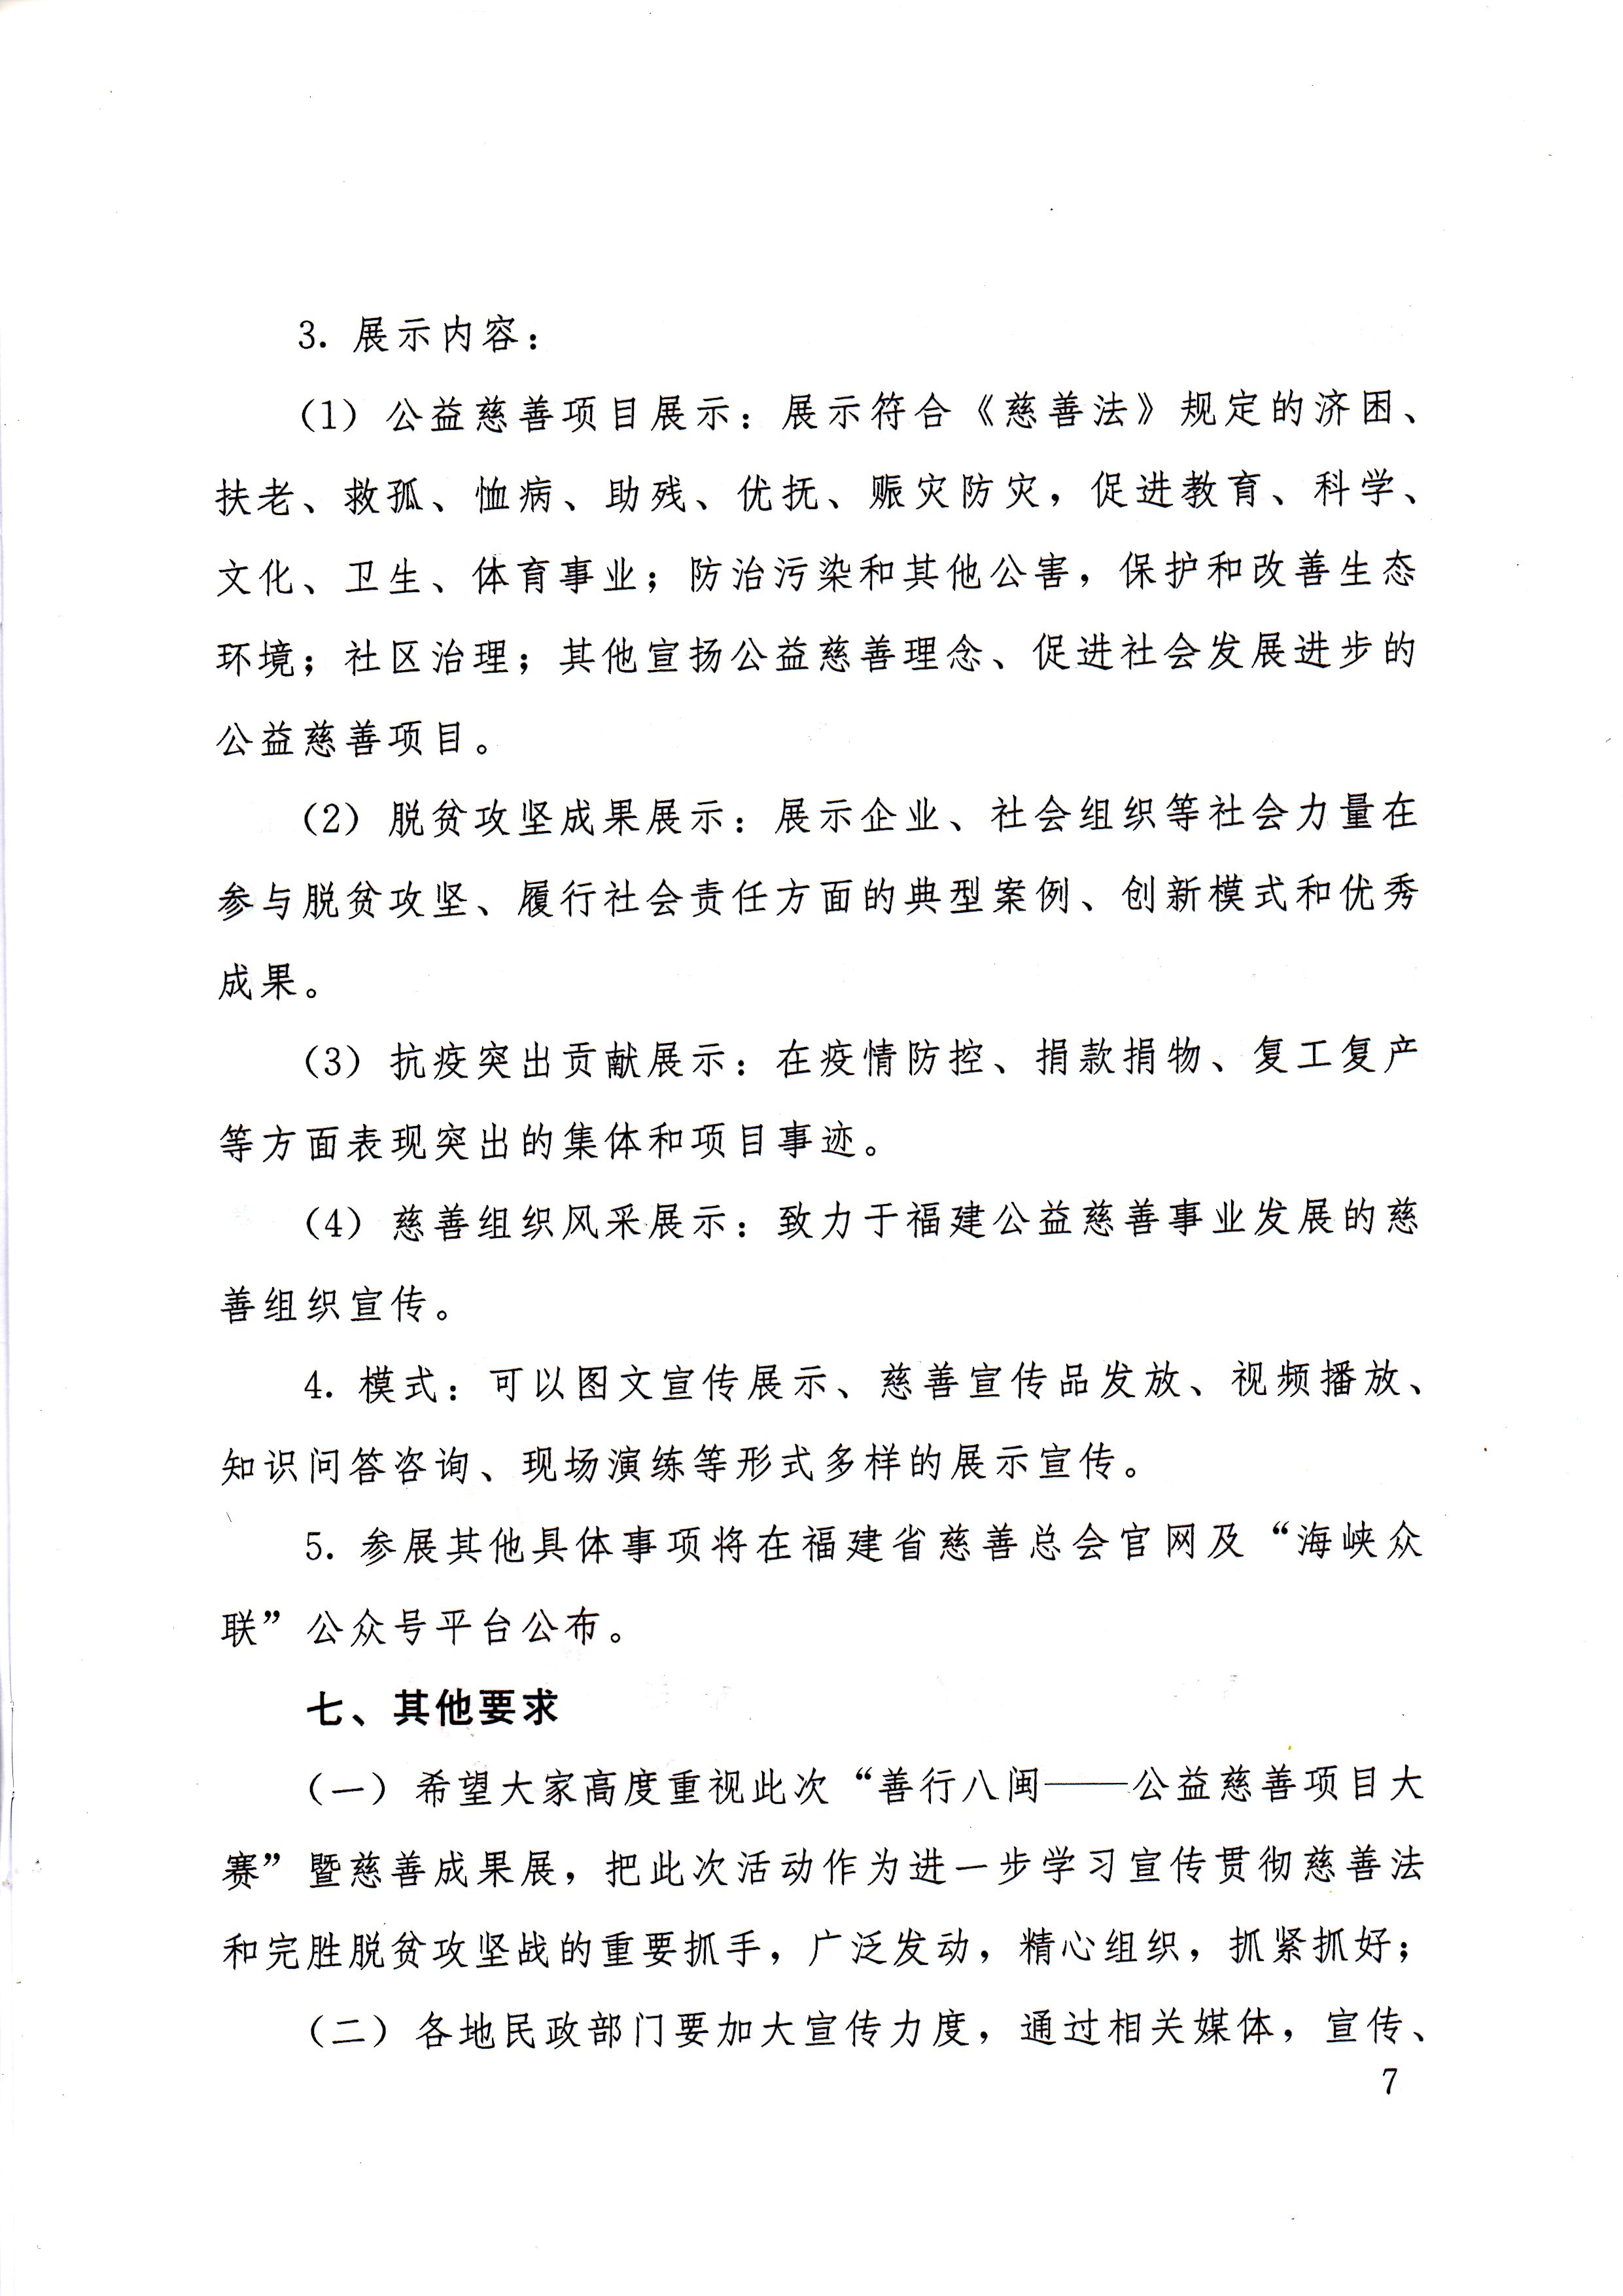 3. 展示内容：
（1）公益慈善项目展示：展示符合《慈善法》规定的济困、
扶老、救孤、恤病、助残、优抚、赈灾防灾，促进教育、科学、
文化、卫生、体育事业；防治污染和其他公害，保护和改善生态
环境；社区治理；其他宣扬公益慈善理念、促进社会发展进步的
公益慈善项目。
（2）脱贫攻坚成果展示：展示企业、社会组织等社会力量在
参与脱贫攻坚、履行社会责任方面的典型案例、创新模式和优秀
成果。
（3）抗疫突出贡献展示：在疫情防控、捐款捐物、复工复产
等方面表现突出的集体和项目事迹。
（4）慈善组织风采展示：致力于福建公益慈善事业发展的慈
善组织宣传。
4. 模式：可以图文宣传展示、慈善宣传品发放、视频播放、
知识问答咨询、现场演练等形式多样的展示宣传。
5. 参展其他具体事项将在福建省慈善总会官网及“海峡众
联”公众号平台公布。
七、其他要求
（一）希望大家高度重视此次“善行八闽——公益慈善项目大
赛”暨慈善成果展，把此次活动作为进一步学习宣传贯彻慈善法
和完胜脱贫攻坚战的重要抓手，广泛发动，精心组织，抓紧抓好；
（二）各地民政部门要加大宣传力度，通过相关媒体，宣传、
7